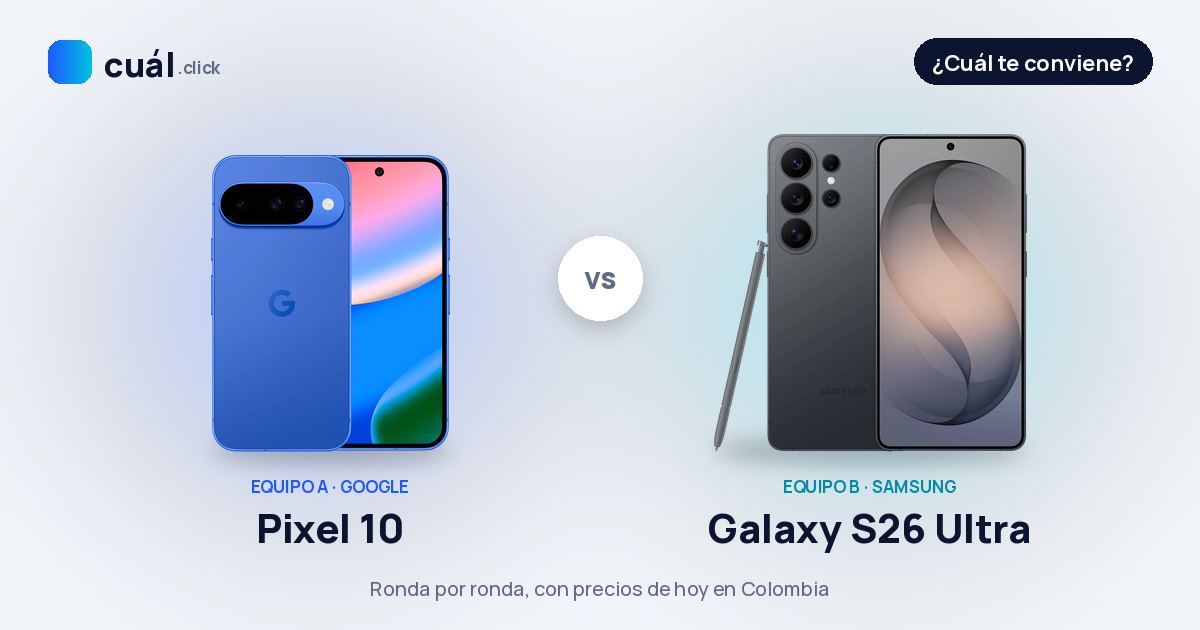 cuál.click
¿Cuál te conviene?
vs
SAMSUNG
EQUIPO A · GOOGLE
EQUIPO B · SAMSUNG
Pixel 10
Galaxy S26 Ultra
Ronda por ronda, con precios de hoy en Colombia